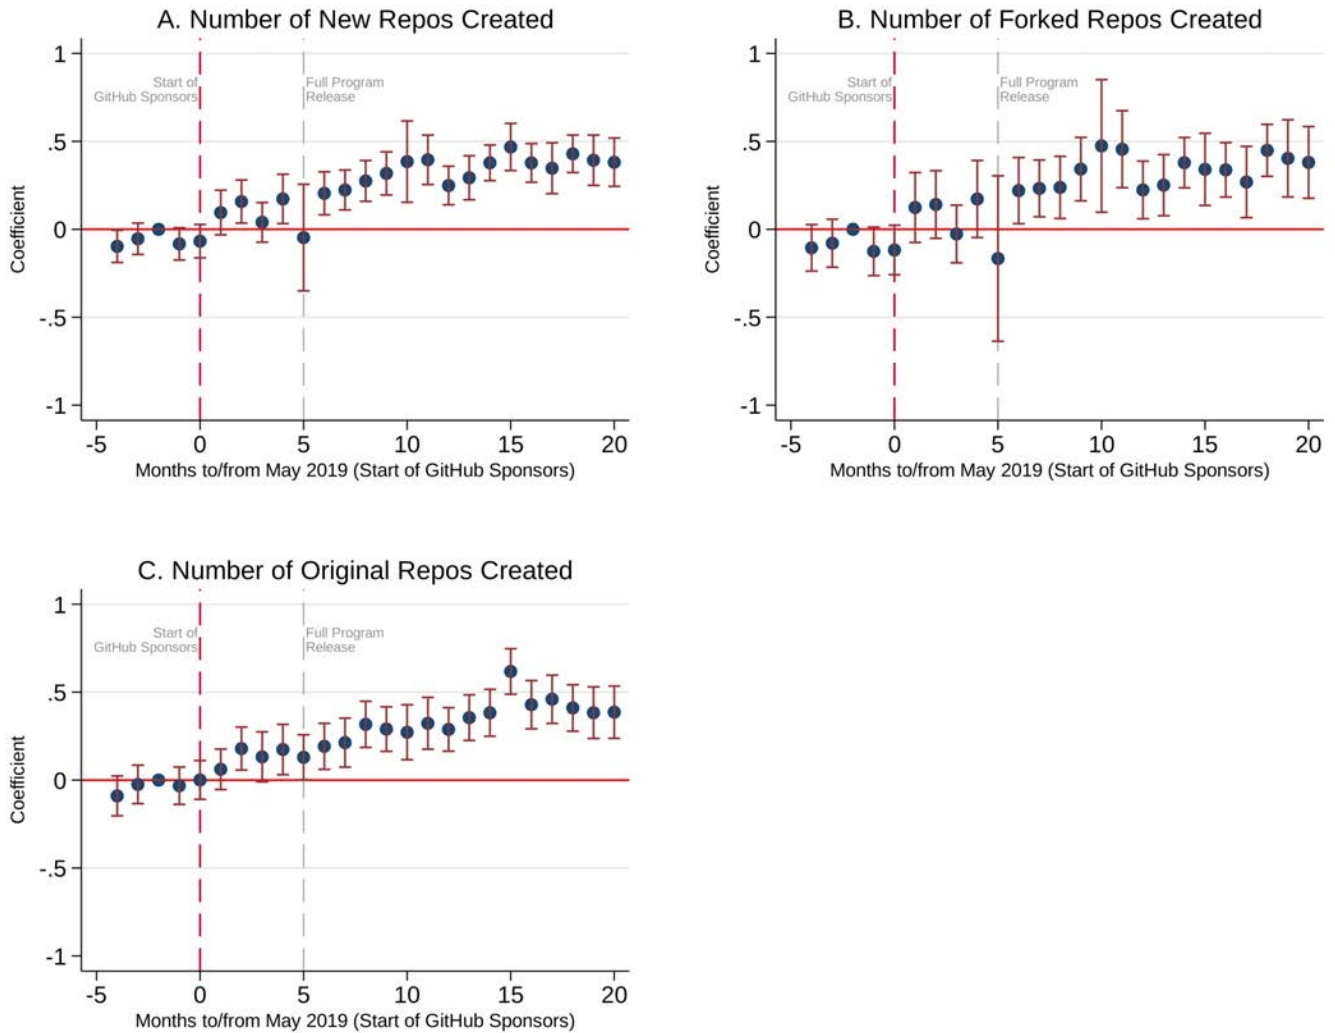 A. Number of New Repos Created
1
.5
0
-.5
-1
Coefficient
Start of
GitHub Sponsors
Full Program
Release
-5 0 5 10 15 20
Months to/from May 2019 (Start of GitHub Sponsors)
B. Number of Forked Repos Created
1
.5
0
-.5
-1
Coefficient
Start of
GitHub Sponsors
Full Program
Release
-5 0 5 10 15 20
Months to/from May 2019 (Start of GitHub Sponsors)
C. Number of Original Repos Created
1
.5
0
-.5
-1
Coefficient
Start of
GitHub Sponsors
Full Program
Release
-5 0 5 10 15 20
Months to/from May 2019 (Start of GitHub Sponsors)